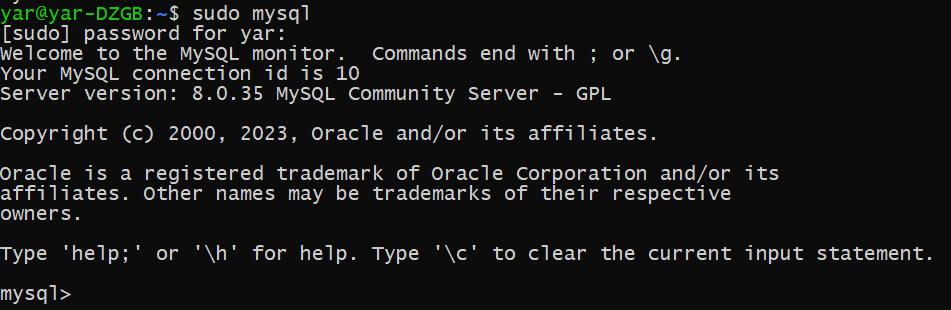 yar@yar-DZGB:~$ sudo mysql
[sudo] password for yar:
Welcome to the MySQL monitor.  Commands end with ; or \g.
Your MySQL connection id is 10
Server version: 8.0.35 MySQL Community Server - GPL

Copyright (c) 2000, 2023, Oracle and/or its affiliates.

Oracle is a registered trademark of Oracle Corporation and/or its
affiliates. Other names may be trademarks of their respective
owners.

Type 'help;' or '\h' for help. Type '\c' to clear the current input statement.

mysql>